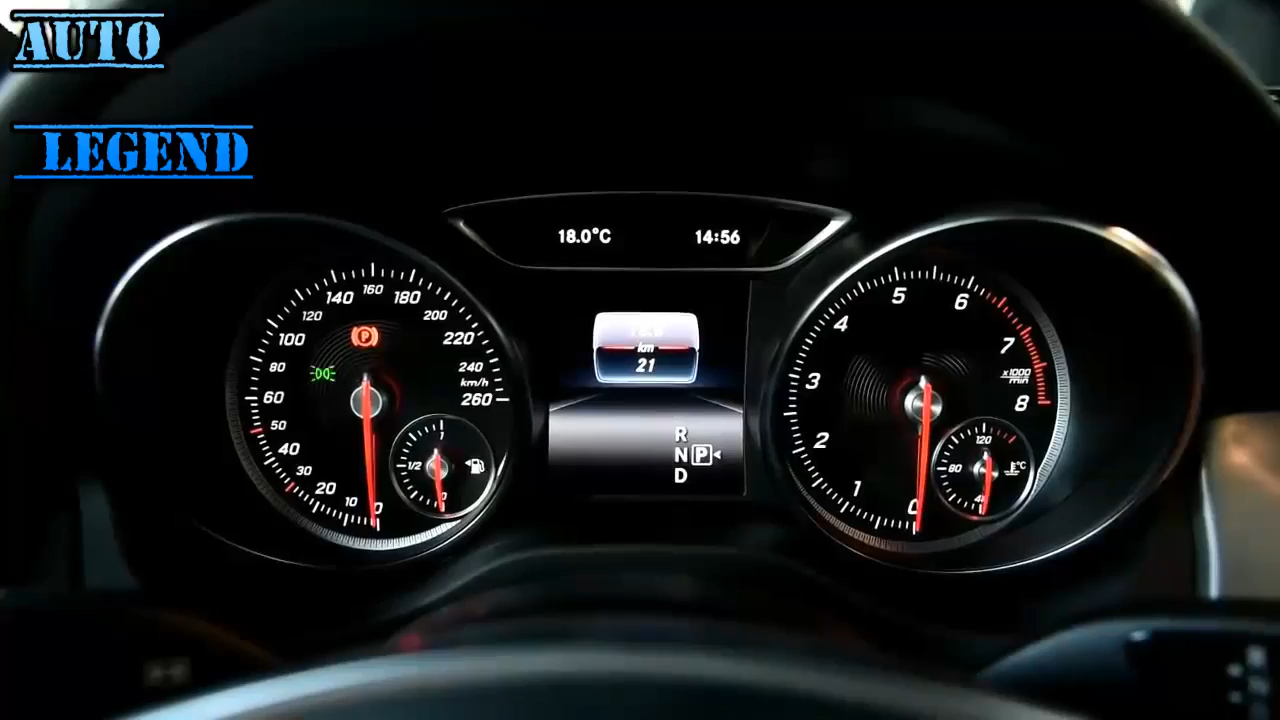 AUTO
LEGEND
18.0°C 14:56
140 160 180
120 200
100 220
80 240
km/h
60 260
50
40
30
20
10
0
P
1
1/2
0
km
21
R
N P
D
5 6
4 7
3 x1000
min
8
2
1
0
120
80 °C